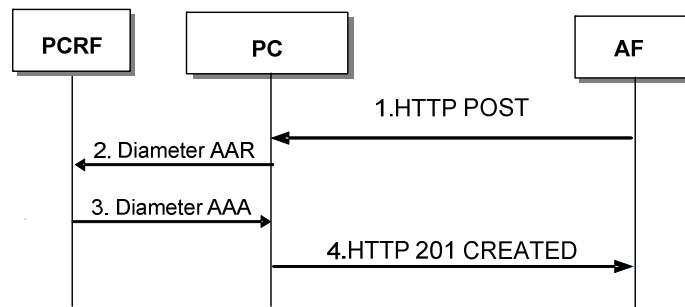 PCRF
PC
AF
1.HTTP POST
2. Diameter AAR
3. Diameter AAA
4.HTTP 201 CREATED